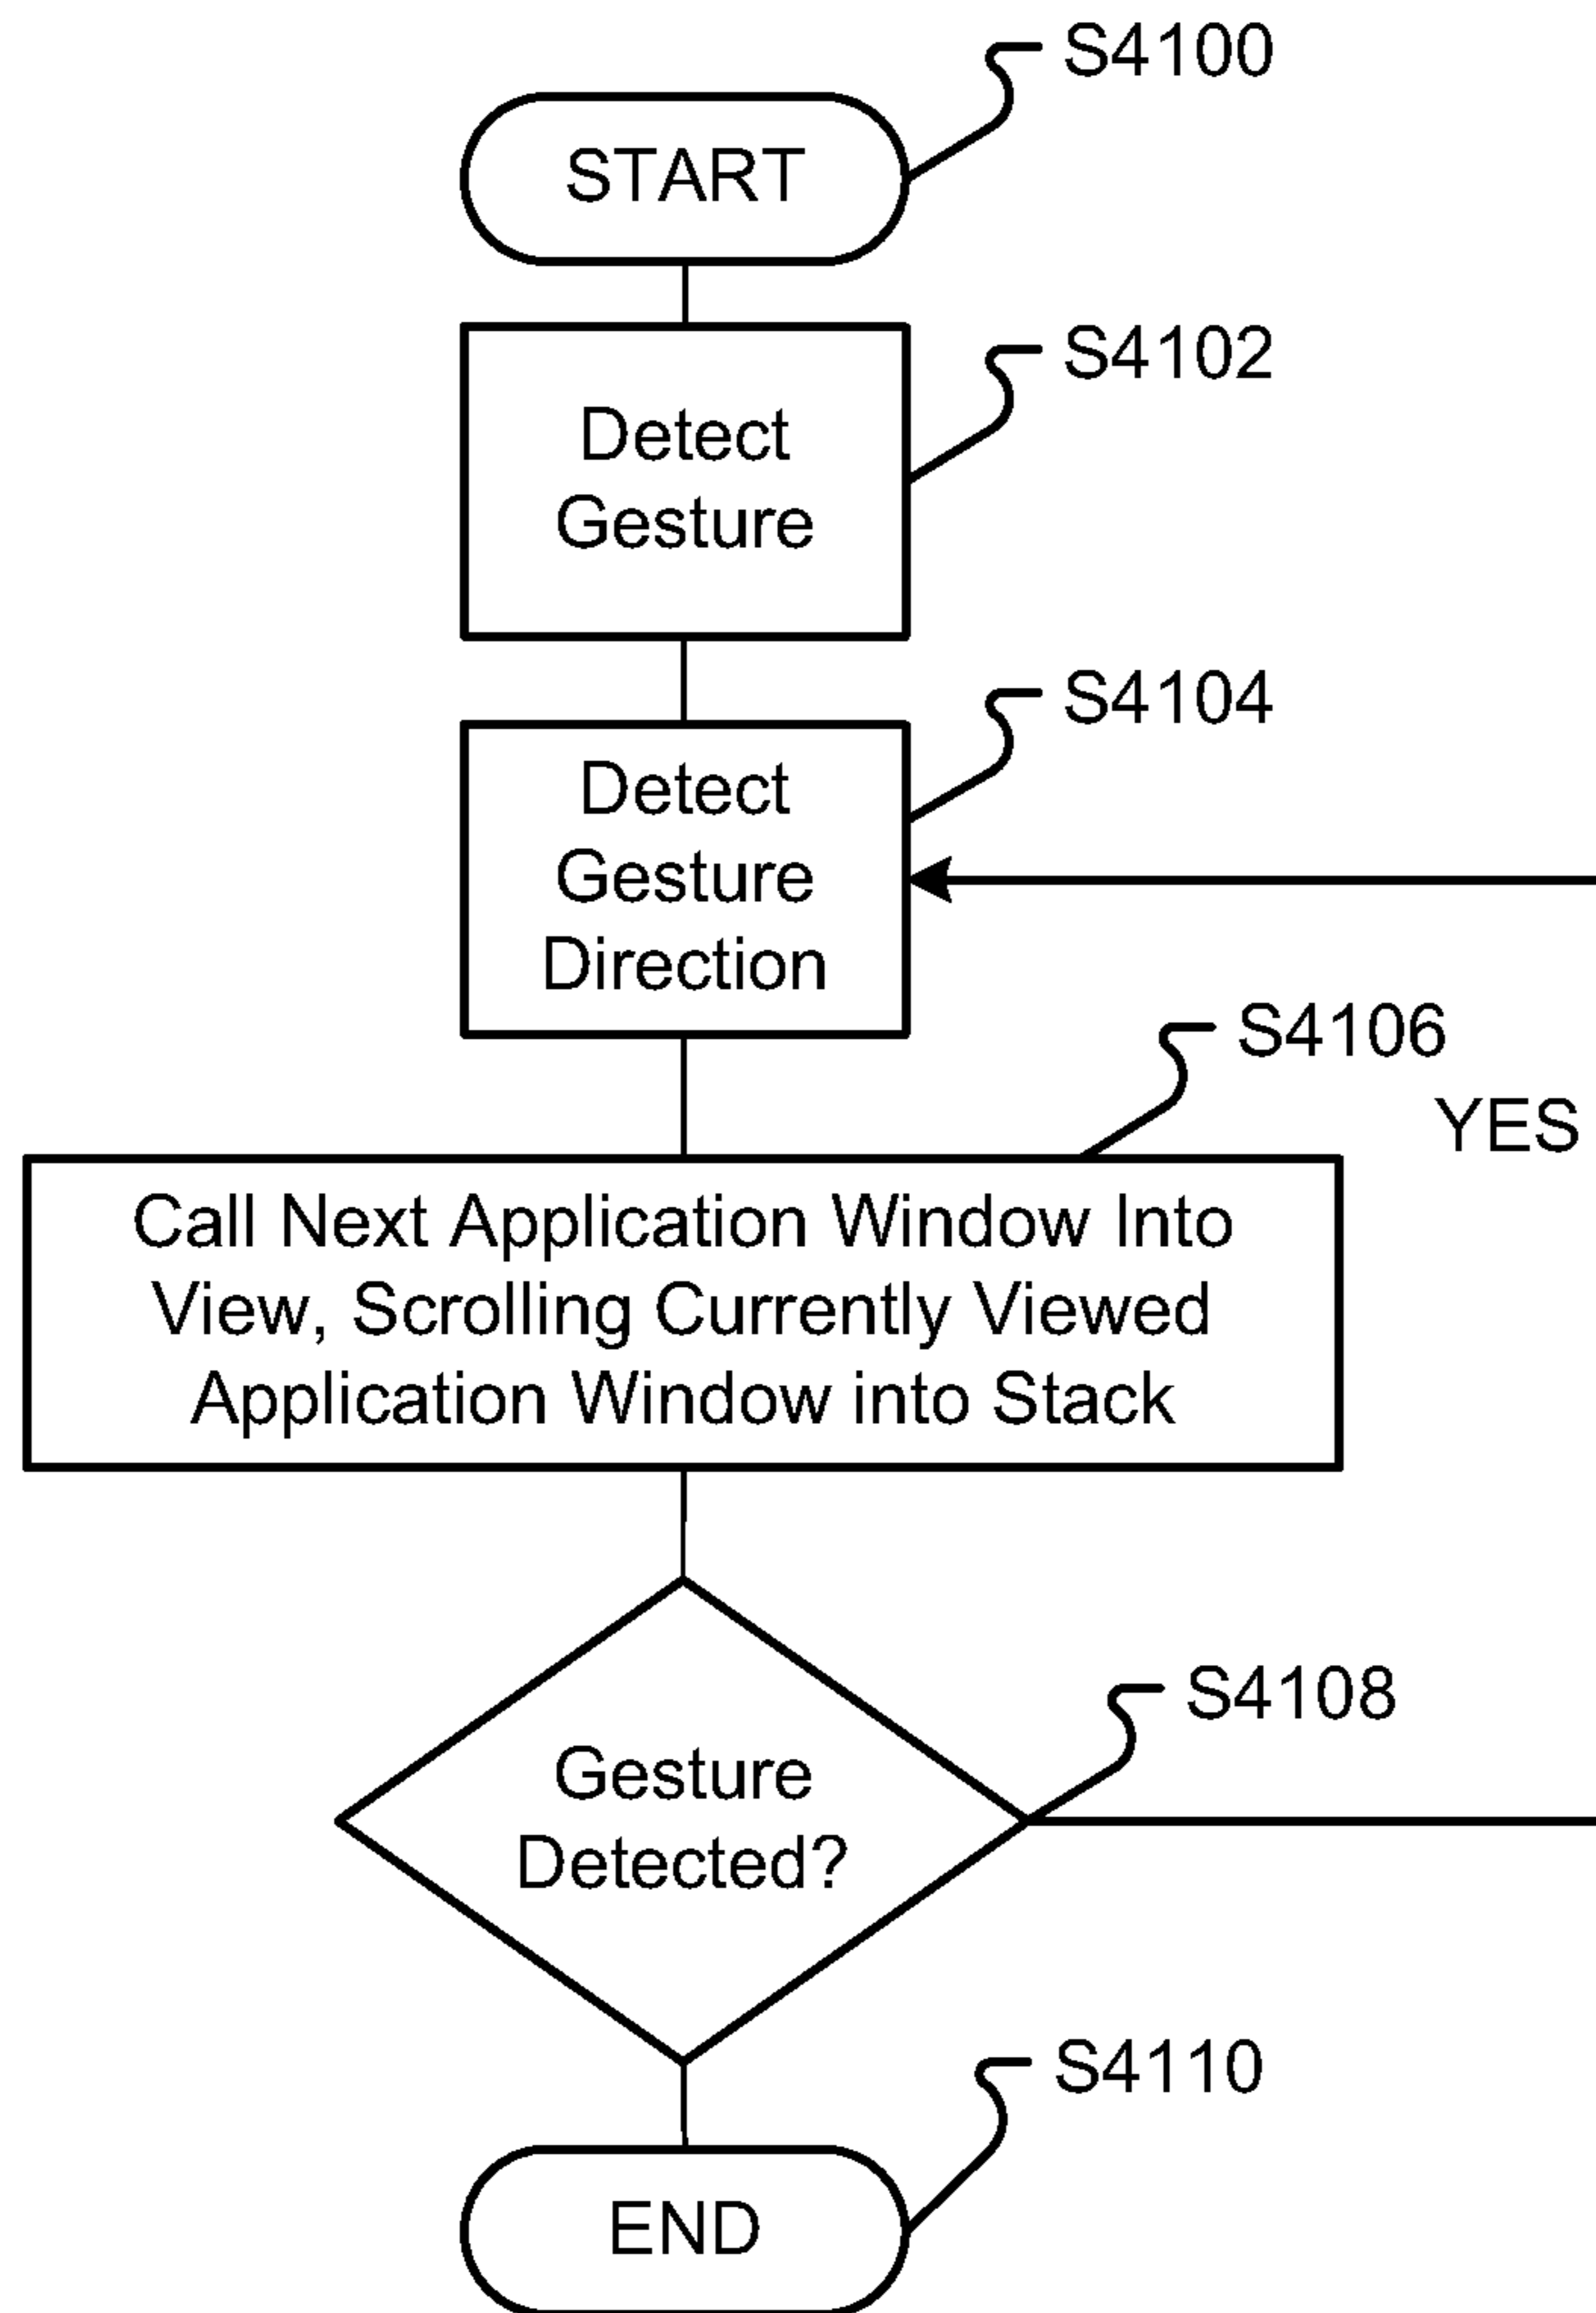 S4100
START
S4102
Detect
Gesture
S4104
Detect
Gesture
Direction
S4106
YES
Call Next Application Window Into
View, Scrolling Currently Viewed
Application Window into Stack
S4108
Gesture
Detected?
S4110
END